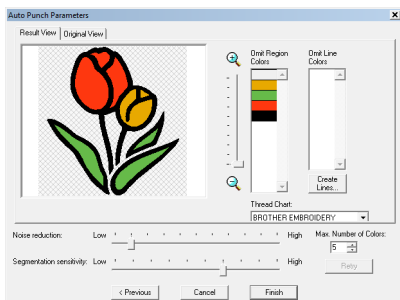 Auto Punch Parameters
Result View Original View
Omit Region Colors
Omit Line Colors
Create Lines...
Thread Chart:
BROTHER EMBROIDERY
Noise reduction: Low High
Max. Number of Colors:
5
Segmentation sensitivity: Low High
Retry
< Previous Cancel Finish